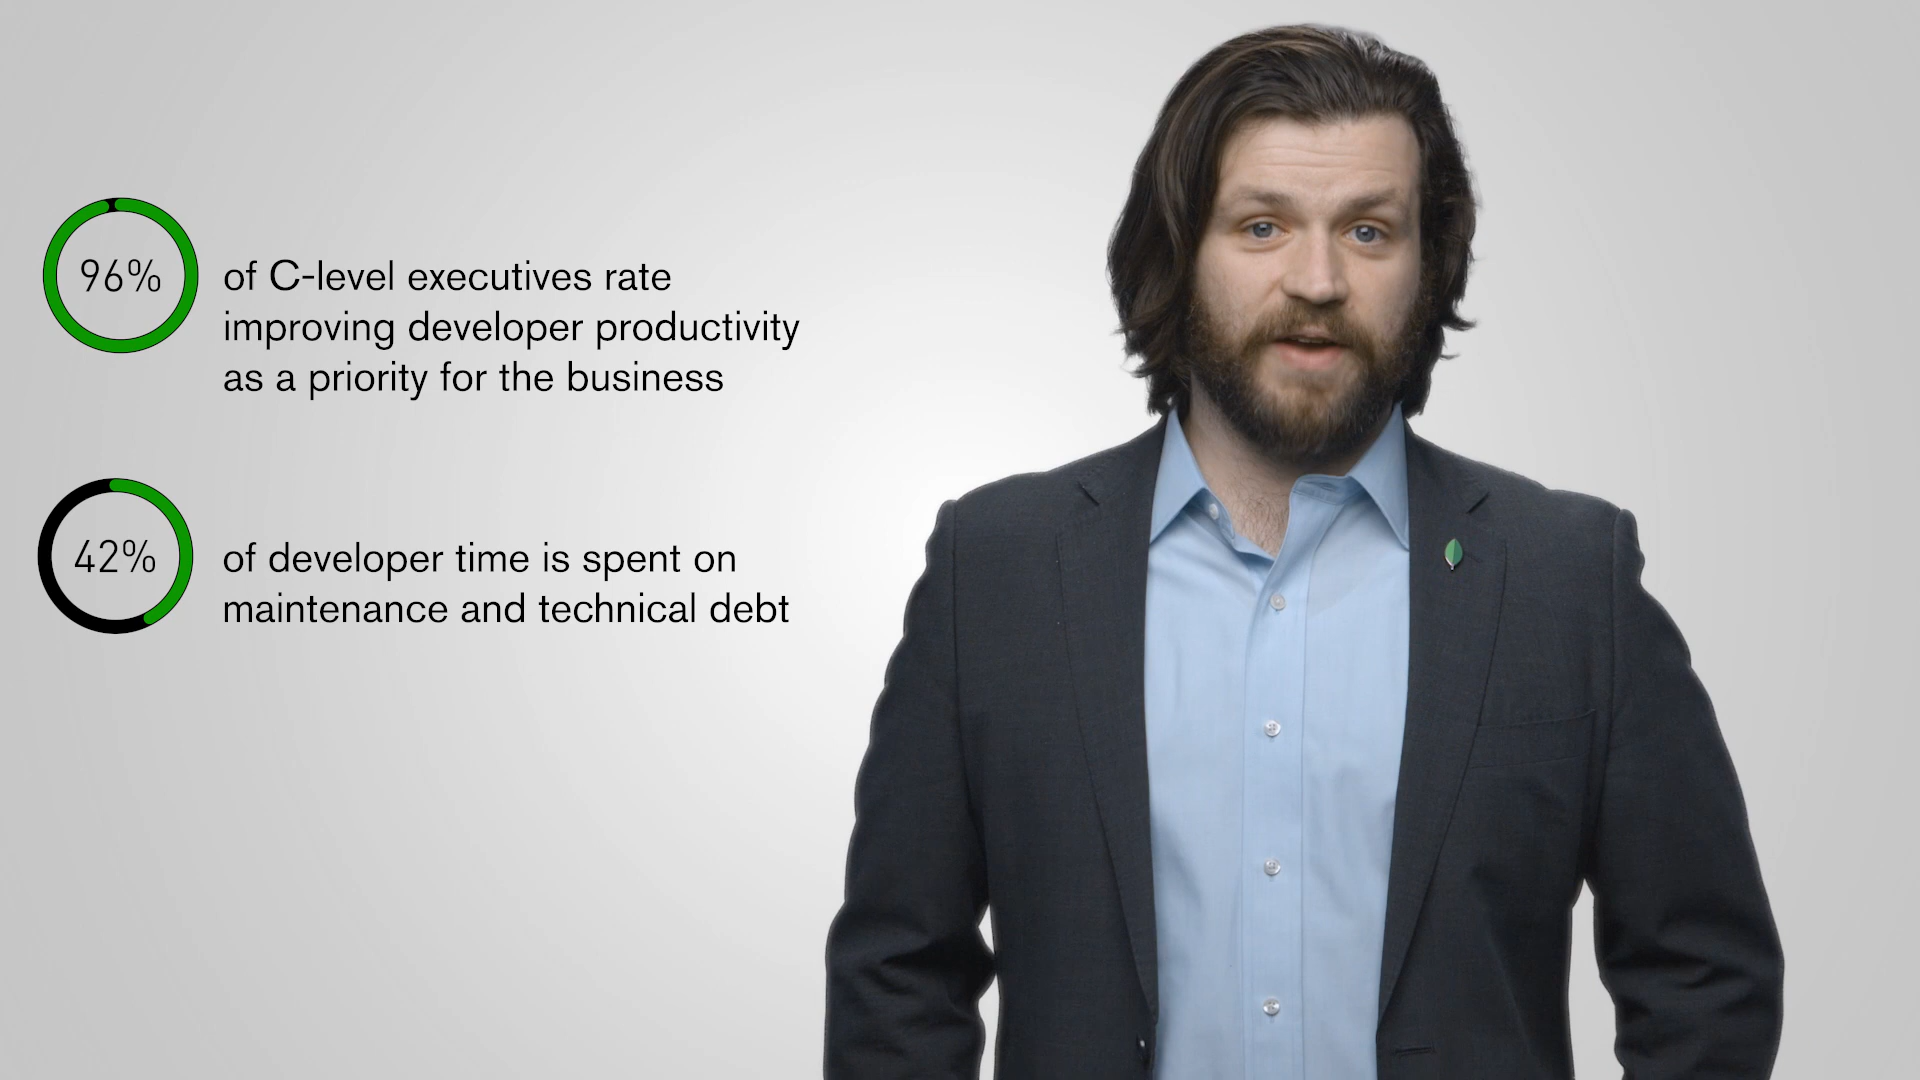 96%
of C-level executives rate
improving developer productivity
as a priority for the business
42%
of developer time is spent on
maintenance and technical debt